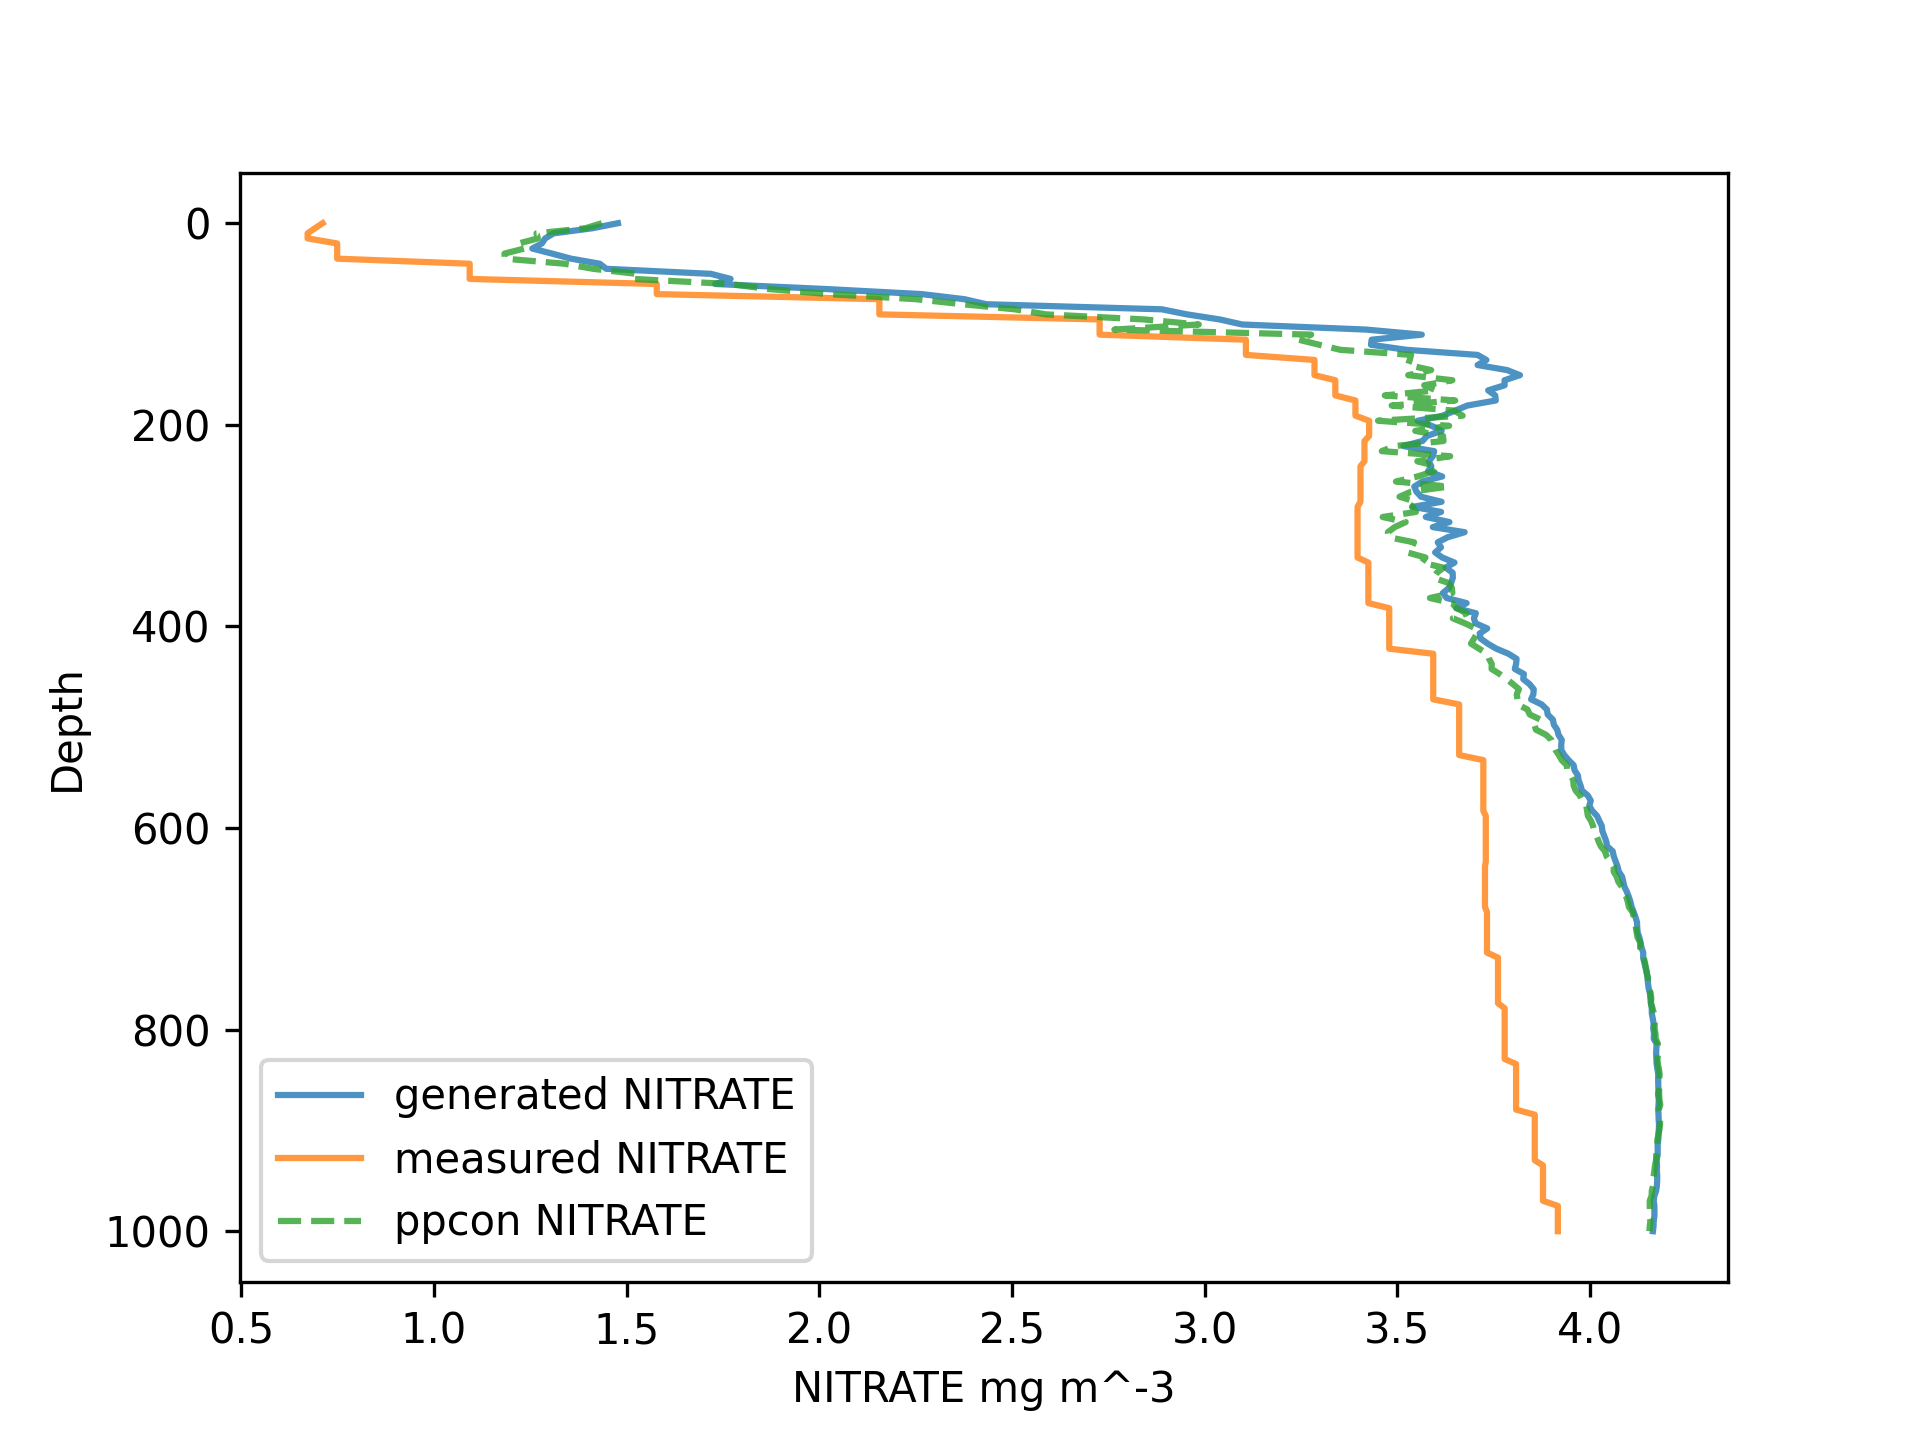 0
200
400
600
800
1000
Depth
0.5 1.0 1.5 2.0 2.5 3.0 3.5 4.0
NITRATE mg m^-3
generated NITRATE
measured NITRATE
ppcon NITRATE